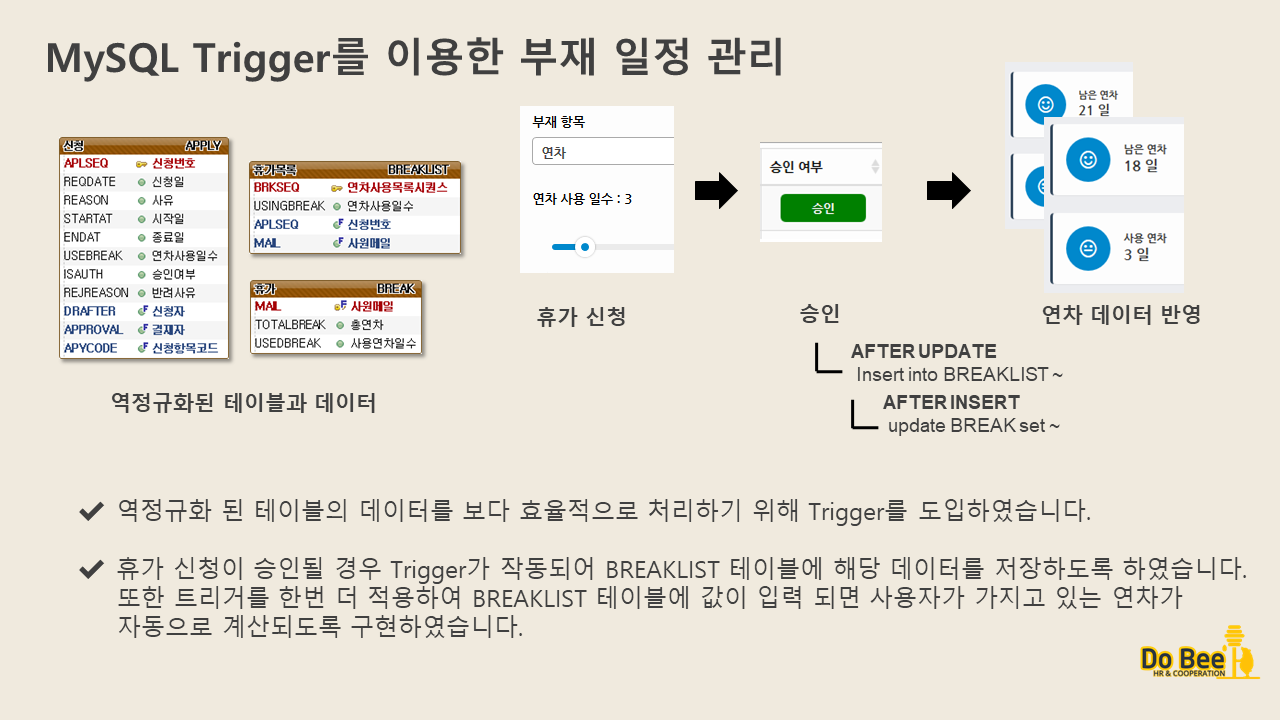 MySQL Trigger를 이용한 부재 일정 관리
신청 APPLY
APLSEQ 신청번호
REQDATE 신청일
REASON 사유
STARTAT 시작일
ENDAT 종료일
USEBREAK 연차사용일수
ISAUTH 승인여부
REJREASON 반려사유
DRAFTER F 신청자
APPROVAL F 결재자
APYCODE F 신청항목코드
휴가목록 BREAKLIST
BRKSEQ 연차사용목록시퀀스
USINGBREAK 연차사용일수
APLSEQ F 신청번호
MAIL F 사원메일
휴가 BREAK
MAIL F 사원메일
TOTALBREAK 총연차
USEDBREAK 사용연차일수
역정규화된 테이블과 데이터
부재 항목
연차
연차 사용 일수 : 3
휴가 신청
승인 여부
승인
승인
AFTER UPDATE
Insert into BREAKLIST ~
AFTER INSERT
update BREAK set ~
남은 연차
21 일
남은 연차
18 일
사용 연차
3 일
연차 데이터 반영
역정규화 된 테이블의 데이터를 보다 효율적으로 처리하기 위해 Trigger를 도입하였습니다.
휴가 신청이 승인될 경우 Trigger가 작동되어 BREAKLIST 테이블에 해당 데이터를 저장하도록 하였습니다.
또한 트리거를 한번 더 적용하여 BREAKLIST 테이블에 값이 입력 되면 사용자가 가지고 있는 연차가
자동으로 계산되도록 구현하였습니다.
Do Bee
HR & COOPERATION